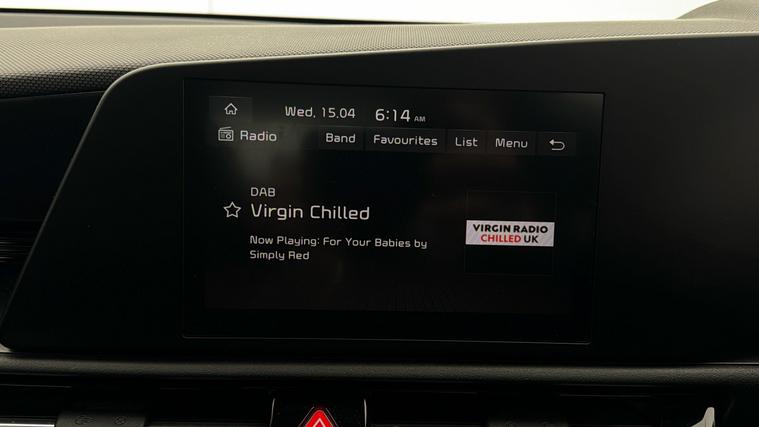 Wed, 15.04 6:14 AM
Radio Band Favourites List Menu
DAB
Virgin Chilled
Now Playing: For Your Babies by
Simply Red
VIRGIN RADIO
CHILLED UK